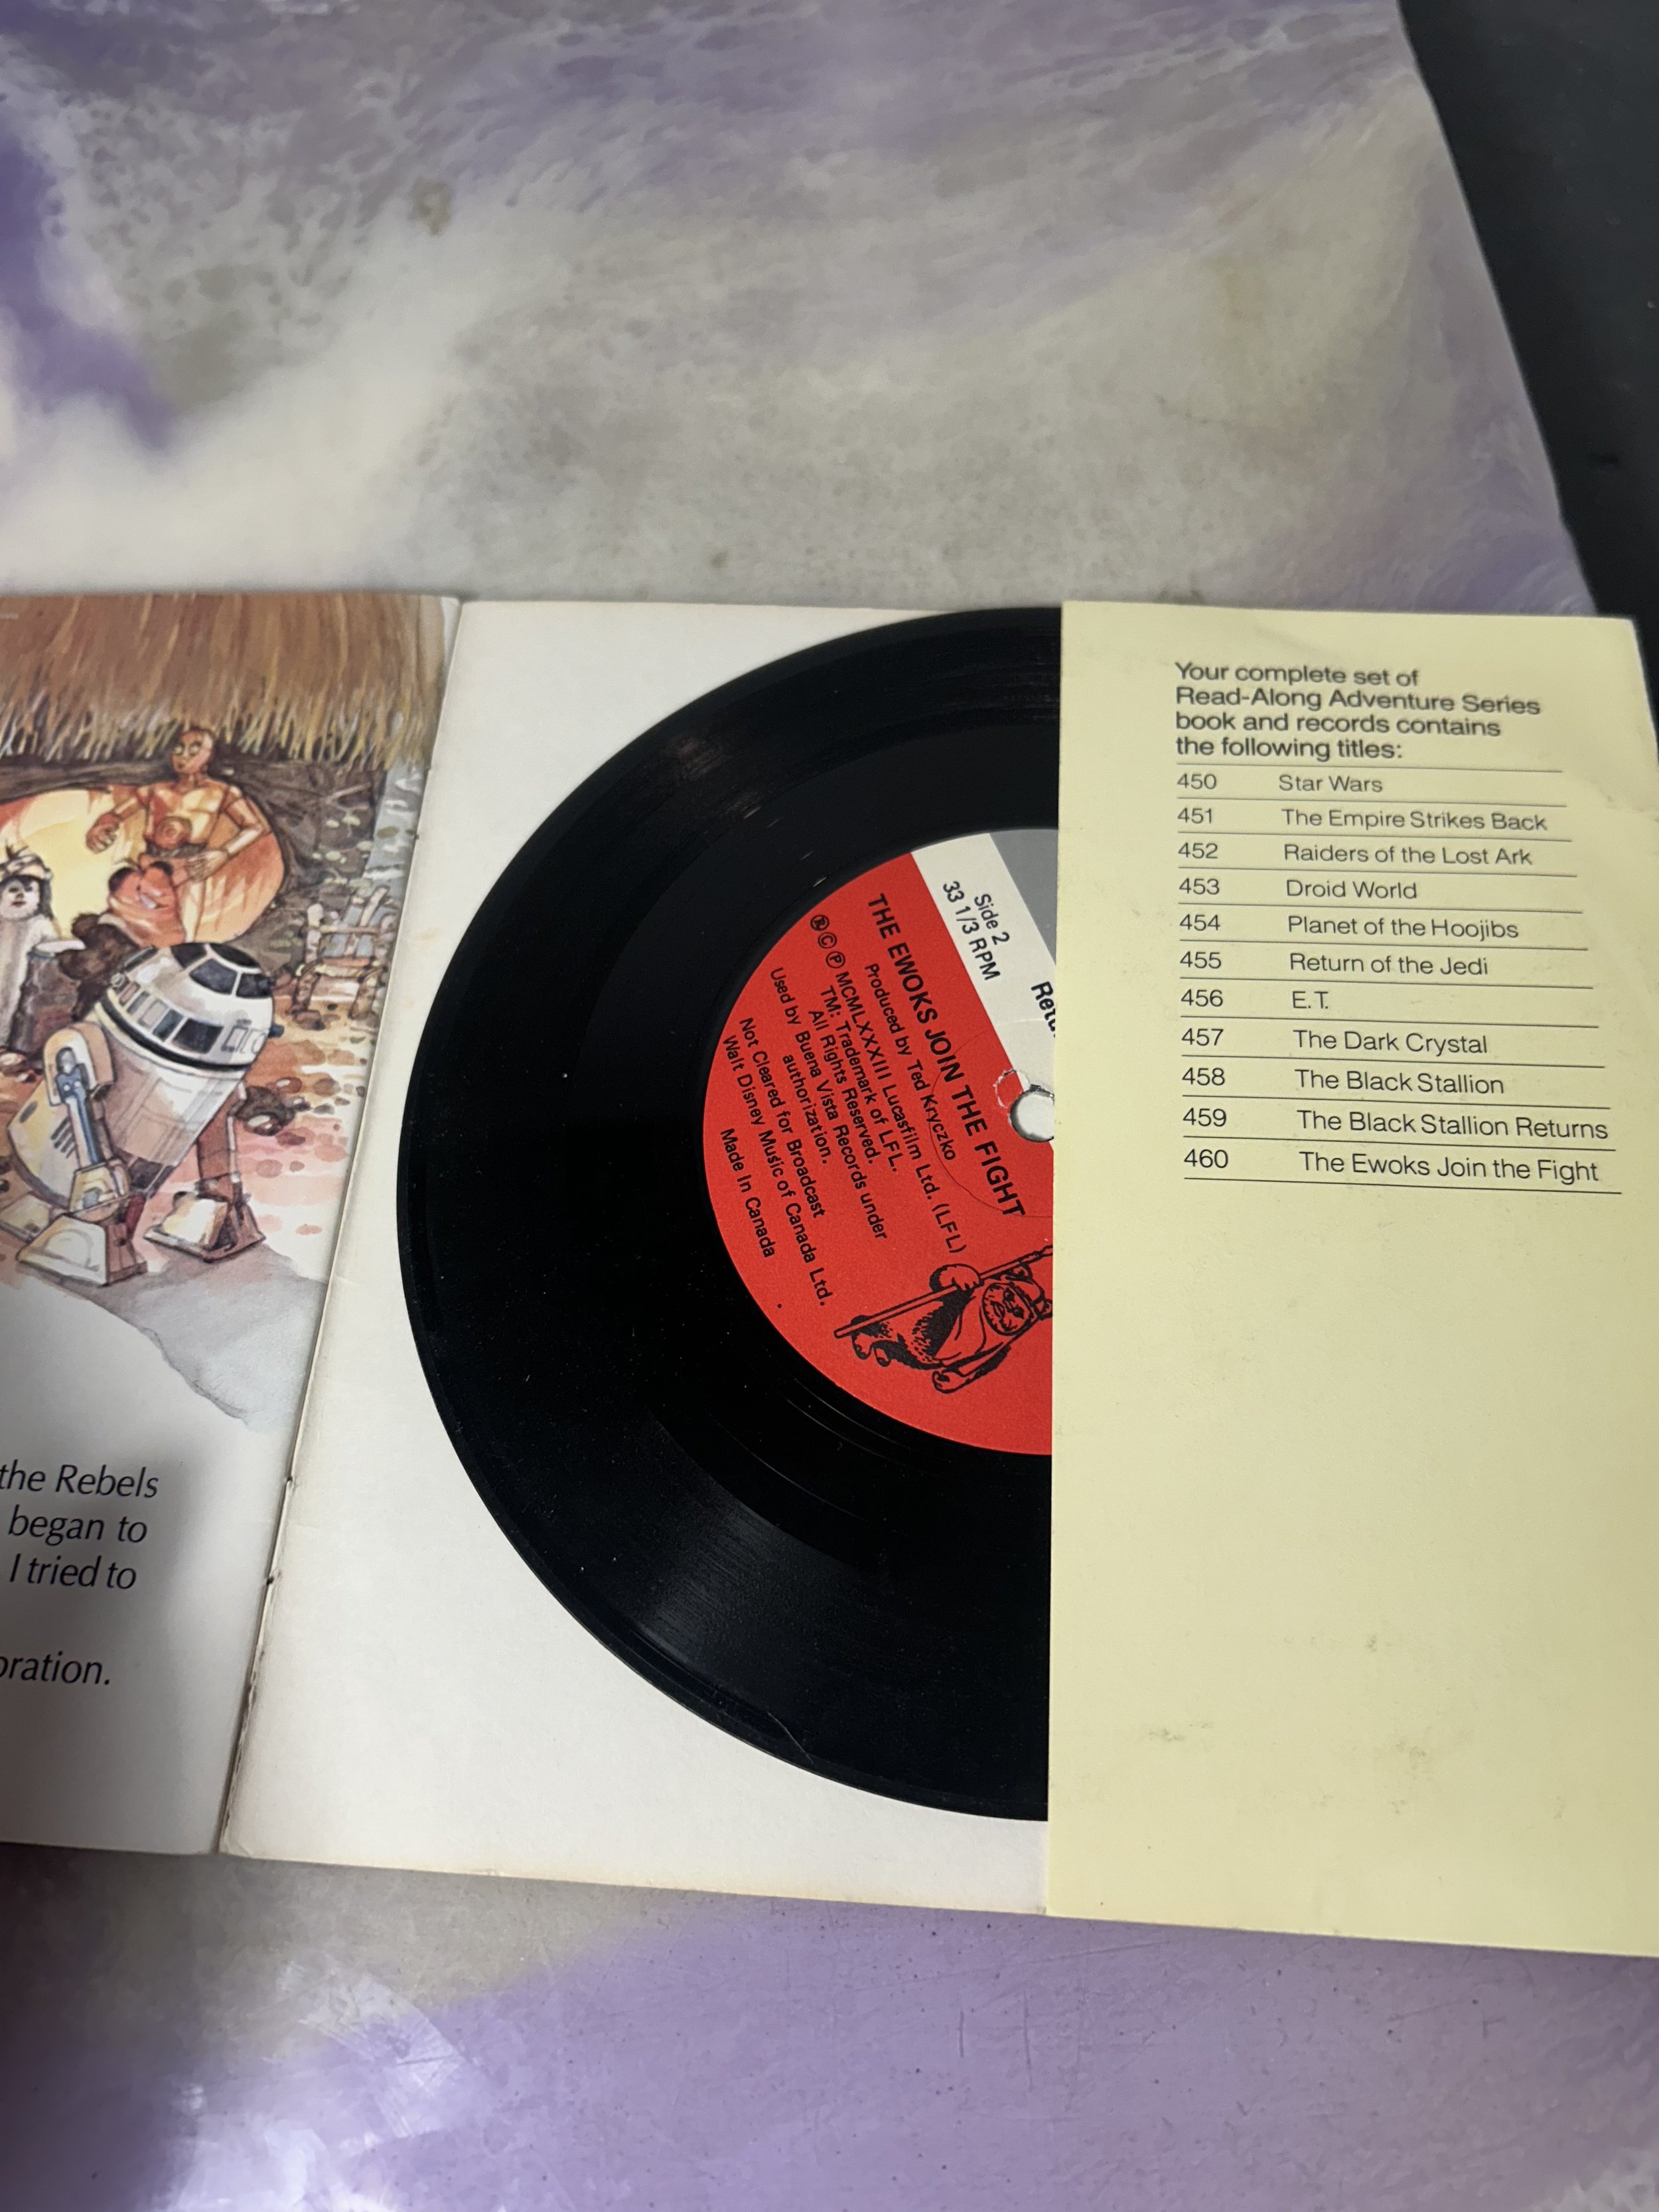 the Rebels
began to
I tried to
Side 2
33 1/3 RPM
THE EWOKS JOIN THE FIGHT
Produced by Ted Kryczko
® © ℗ MCMLXXXIII Lucasfilm Ltd. (LFL)
TM: Trademark of LFL.
All Rights Reserved.
Used by Buena Vista Records under
authorization.
Not Cleared for Broadcast
Walt Disney Music of Canada Ltd.
Made In Canada
Your complete set of
Read-Along Adventure Series
book and records contains
the following titles:
450 Star Wars
451 The Empire Strikes Back
452 Raiders of the Lost Ark
453 Droid World
454 Planet of the Hoojibs
455 Return of the Jedi
456 E.T.
457 The Dark Crystal
458 The Black Stallion
459 The Black Stallion Returns
460 The Ewoks Join the Fight